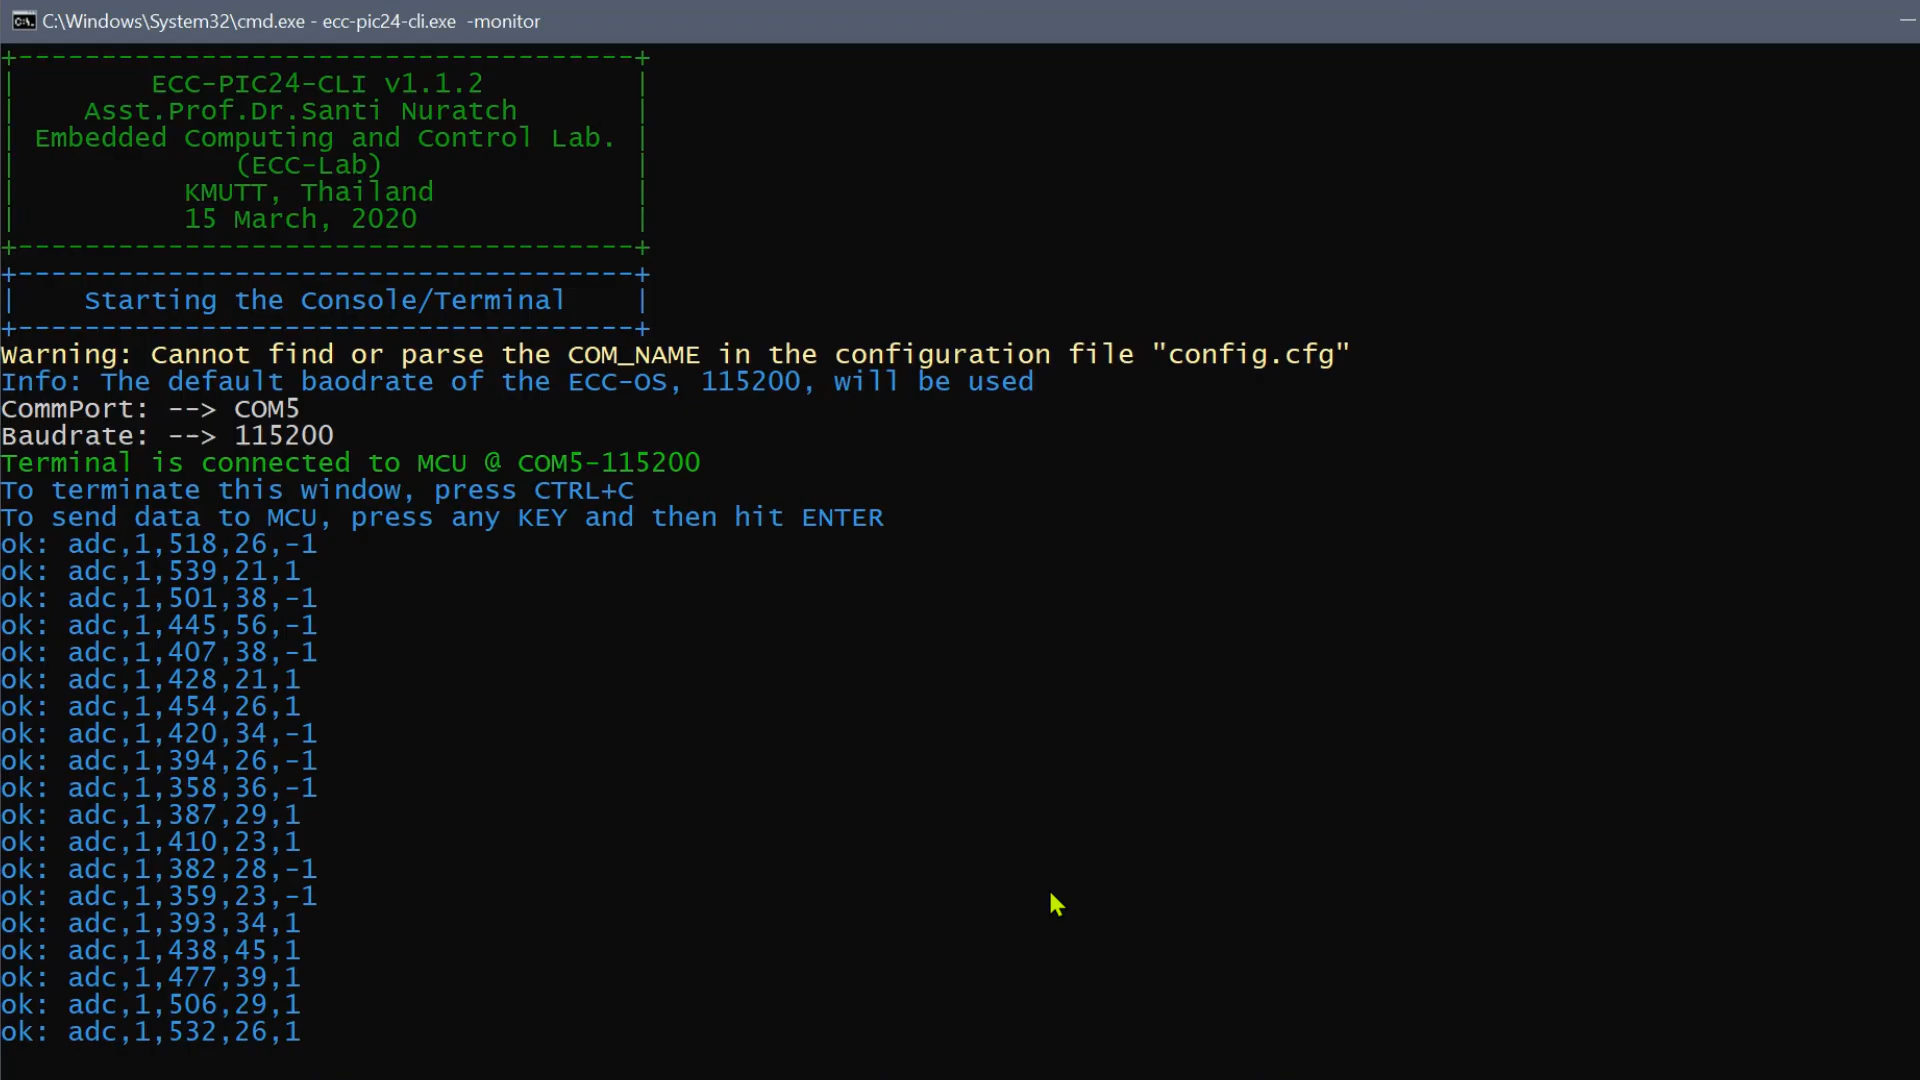 C:\Windows\System32\cmd.exe - ecc-pic24-cli.exe  -monitor
+-------------------------------------+
|        ECC-PIC24-CLI v1.1.2         |
|    Asst.Prof.Dr.Santi Nuratch       |
| Embedded Computing and Control Lab. |
|             (ECC-Lab)               |
|          KMUTT, Thailand            |
|          15 March, 2020             |
+-------------------------------------+
+-------------------------------------+
|    Starting the Console/Terminal    |
+-------------------------------------+
Warning: Cannot find or parse the COM_NAME in the configuration file "config.cfg"
Info: The default baodrate of the ECC-OS, 115200, will be used
CommPort: --> COM5
Baudrate: --> 115200
Terminal is connected to MCU @ COM5-115200
To terminate this window, press CTRL+C
To send data to MCU, press any KEY and then hit ENTER
ok: adc,1,518,26,-1
ok: adc,1,539,21,1
ok: adc,1,501,38,-1
ok: adc,1,445,56,-1
ok: adc,1,407,38,-1
ok: adc,1,428,21,1
ok: adc,1,454,26,1
ok: adc,1,420,34,-1
ok: adc,1,394,26,-1
ok: adc,1,358,36,-1
ok: adc,1,387,29,1
ok: adc,1,410,23,1
ok: adc,1,382,28,-1
ok: adc,1,359,23,-1
ok: adc,1,393,34,1
ok: adc,1,438,45,1
ok: adc,1,477,39,1
ok: adc,1,506,29,1
ok: adc,1,532,26,1